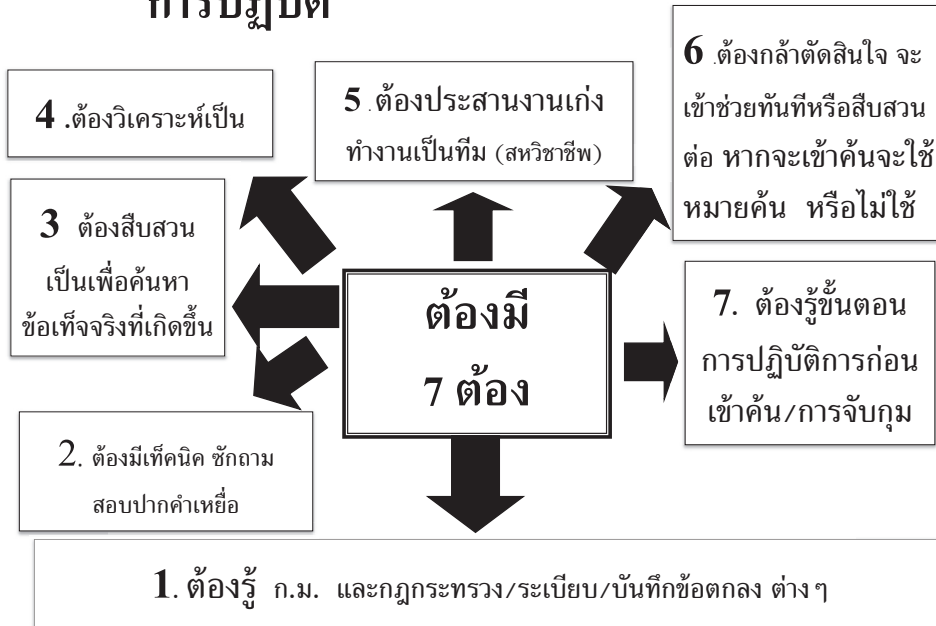 การปฏิบัติ
4 .ต้องวิเคราะห์เป็น
5 .ต้องประสานงานเก่ง
ทำงานเป็นทีม (สหวิชาชีพ)
6 .ต้องกล้าตัดสินใจ จะ
เข้าช่วยทันทีหรือสืบสวน
ต่อ หากจะเข้าค้นจะใช้
หมายค้น หรือไม่ใช้
3 ต้องสืบสวน
เป็นเพื่อค้นหา
ข้อเท็จจริงที่เกิดขึ้น
ต้องมี
7 ต้อง
7. ต้องรู้ขั้นตอน
การปฏิบัติการก่อน
เข้าค้น/การจับกุม
2. ต้องมีเท็คนิค ซักถาม
สอบปากคำเหยื่อ
1. ต้องรู้ ก.ม. และกฎกระทรวง/ระเบียบ/บันทึกข้อตกลง ต่างๆ